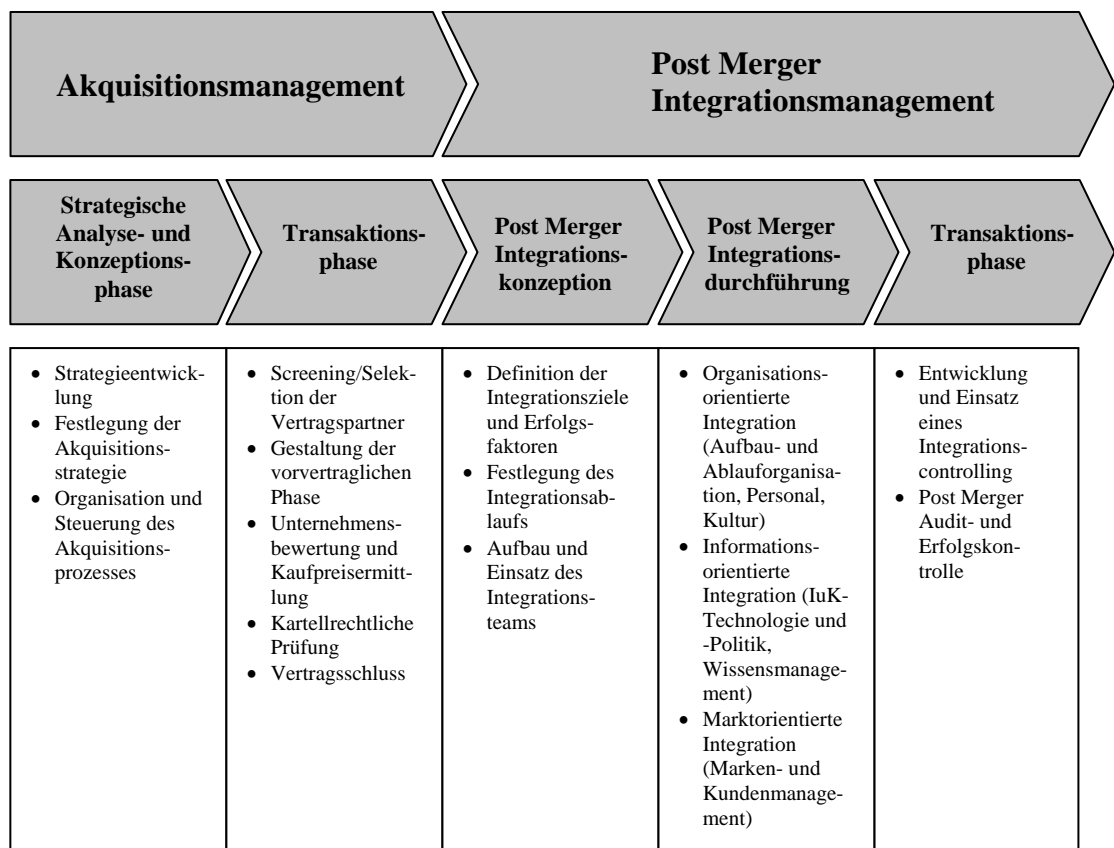 Akquisitionsmanagement
Post Merger
Integrationsmanagement
Strategische
Analyse- und
Konzeptions-
phase
Transaktions-
phase
Post Merger
Integrations-
konzeption
Post Merger
Integrations-
durchführung
Transaktions-
phase
• Strategieentwick-
lung
• Festlegung der
Akquisitions-
strategie
• Organisation und
Steuerung des
Akquisitions-
prozesses
• Screening/Selek-
tion der
Vertragspartner
• Gestaltung der
vorvertraglichen
Phase
• Unternehmens-
bewertung und
Kaufpreisermitt-
lung
• Kartellrechtliche
Prüfung
• Vertragsschluss
• Definition der
Integrationsziele
und Erfolgs-
faktoren
• Festlegung des
Integrationsab-
laufs
• Aufbau und
Einsatz des
Integrations-
teams
• Organisations-
orientierte
Integration
(Aufbau- und
Ablauforganisa-
tion, Personal,
Kultur)
• Informations-
orientierte
Integration (IuK-
Technologie und
-Politik,
Wissensmanage-
ment)
• Marktorientierte
Integration
(Marken- und
Kundenmanage-
ment)
• Entwicklung
und Einsatz
eines
Integrations-
controlling
• Post Merger
Audit- und
Erfolgskon-
trolle